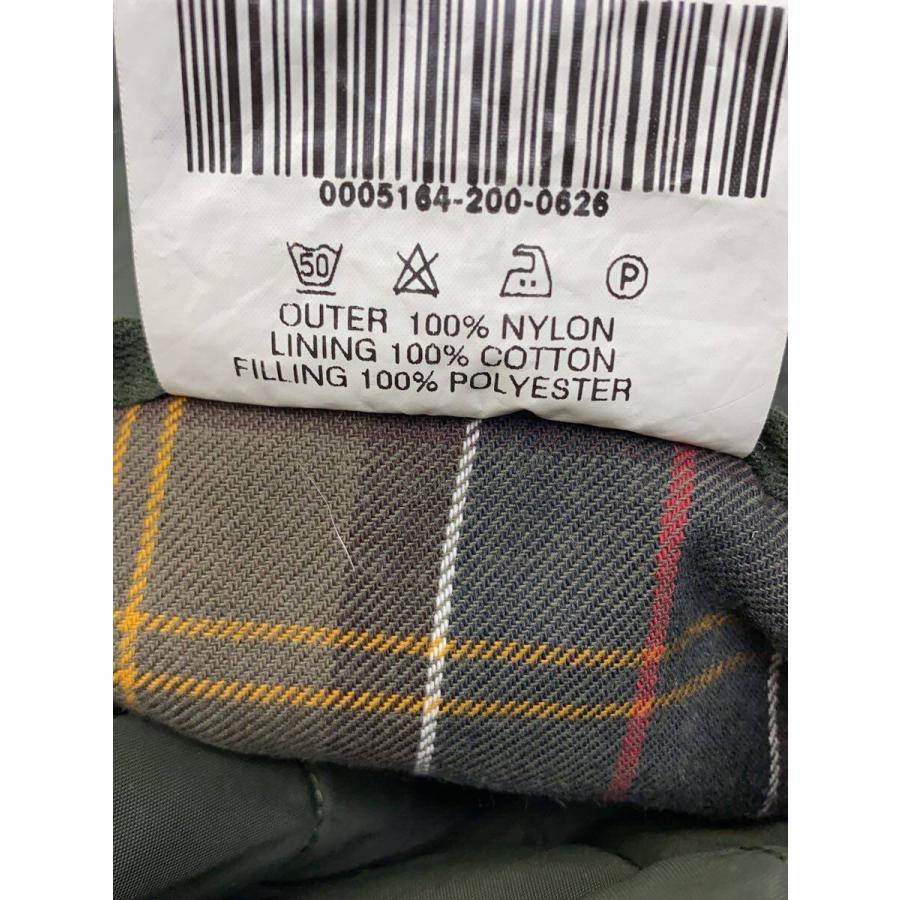 0005164-200-0626
50 P
OUTER 100% NYLON
LINING 100% COTTON
FILLING 100% POLYESTER